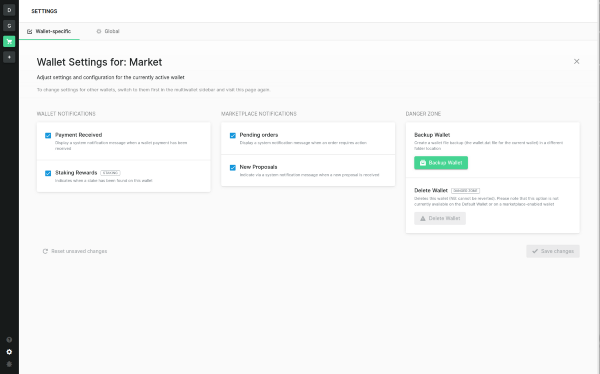 D
SETTINGS
G
Wallet-specific
Global
+
Wallet Settings for: Market
Adjust settings and configuration for the currently active wallet
To change settings for other wallets, switch to them first in the multiwallet sidebar and visit this page again.
WALLET NOTIFICATIONS
Payment Received
Display a system notification message when a wallet payment has been
received
Staking Rewards STAKING
Indicates when a stake has been found on this wallet
MARKETPLACE NOTIFICATIONS
Pending orders
Display a system notification message when an order requires action
New Proposals
Indicate via a system notification message when a new proposal is received
DANGER ZONE
Backup Wallet
Create a wallet file backup (the wallet.dat file for the current wallet) in a different
folder location
Backup Wallet
Delete Wallet DANGER ZONE
Deletes this wallet (this cannot be reverted). Please note that this option is not
currently available on the Default Wallet or on a marketplace-enabled wallet
Delete Wallet
Reset unsaved changes
Save changes